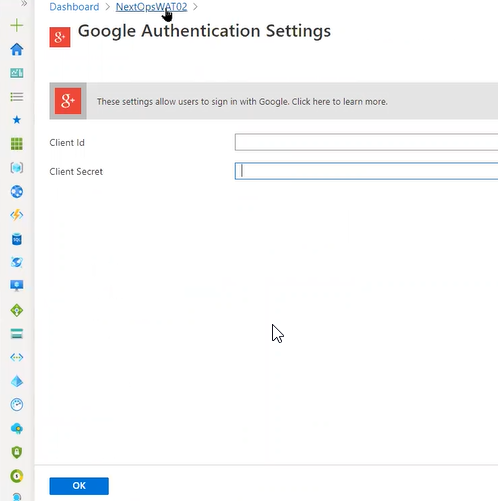 Dashboard > NextOpsWAT02 >
Google Authentication Settings
These settings allow users to sign in with Google. Click here to learn more.
Client Id
Client Secret
OK